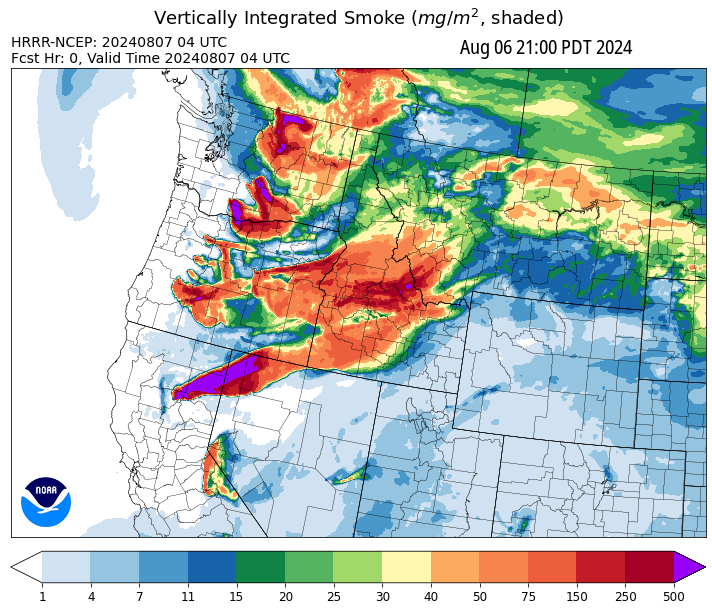 Vertically Integrated Smoke (mg/m², shaded)
HRRR-NCEP: 20240807 04 UTC
Fcst Hr: 0, Valid Time 20240807 04 UTC
Aug 06 21:00 PDT 2024
NOAA
1 4 7 11 15 20 25 30 40 50 75 150 250 500